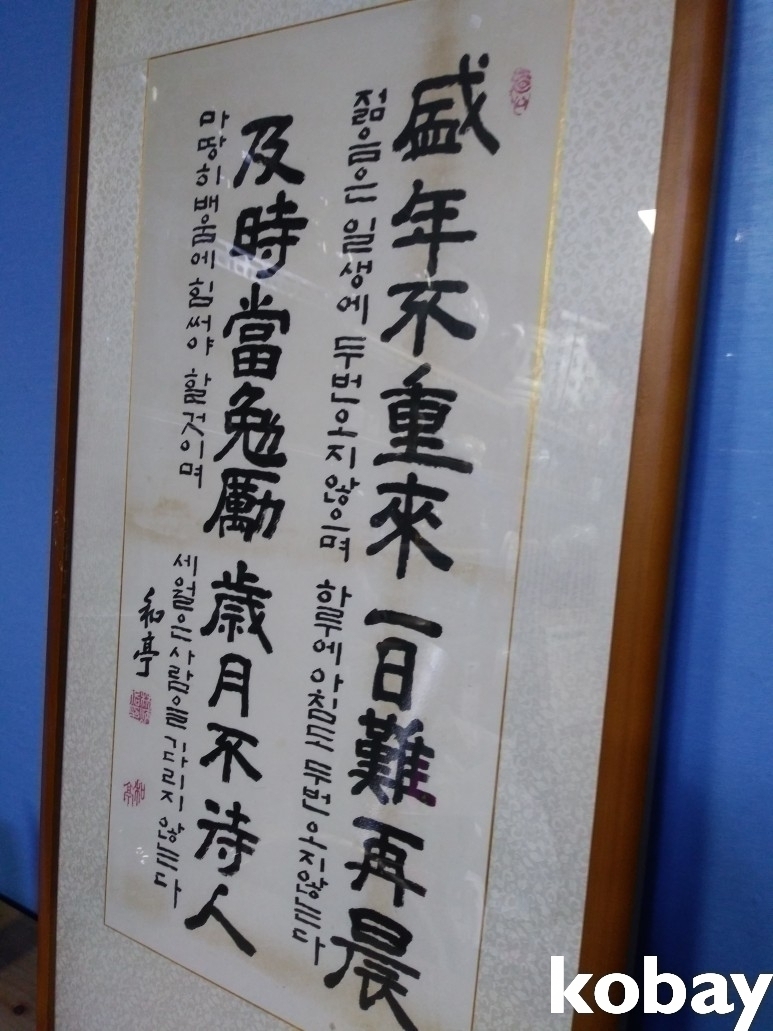 盛年不重來 一日難再晨
젊음은 일생에 두번오지 않으며 하루에 아침도 두번 오지않는다
及時當勉勵 歲月不待人
마땅히 배움에 힘써야 할것이며 세월은 사람을 기다리지 않는다
和亭
kobay